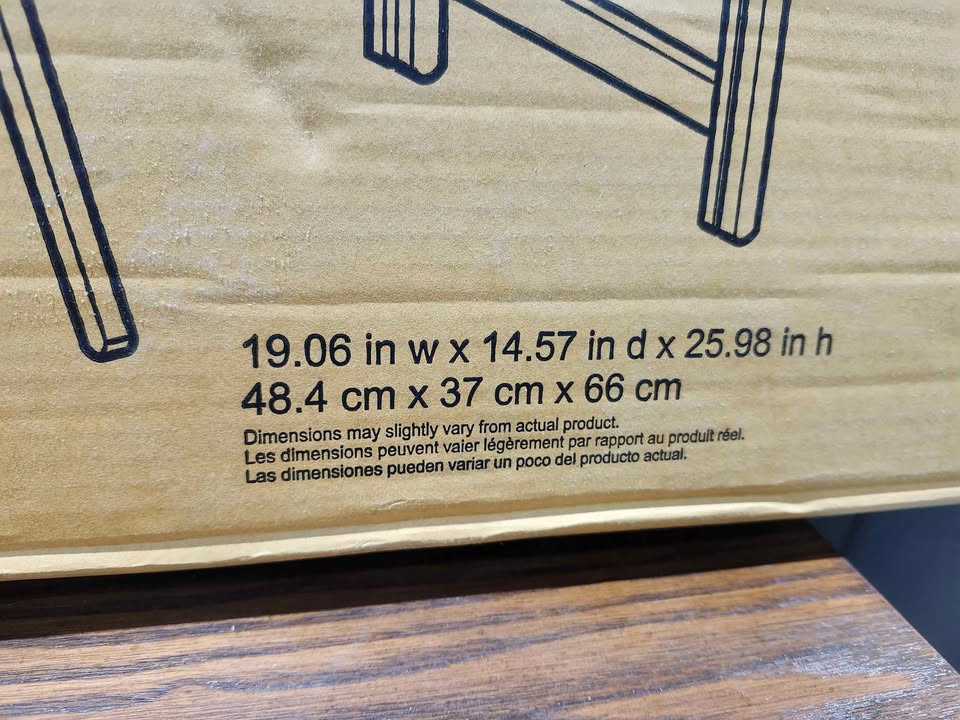 19.06 in w x 14.57 in d x 25.98 in h
48.4 cm x 37 cm x 66 cm
Dimensions may slightly vary from actual product.
Les dimensions peuvent vaier légèrement par rapport au produit réel.
Las dimensiones pueden variar un poco del producto actual.